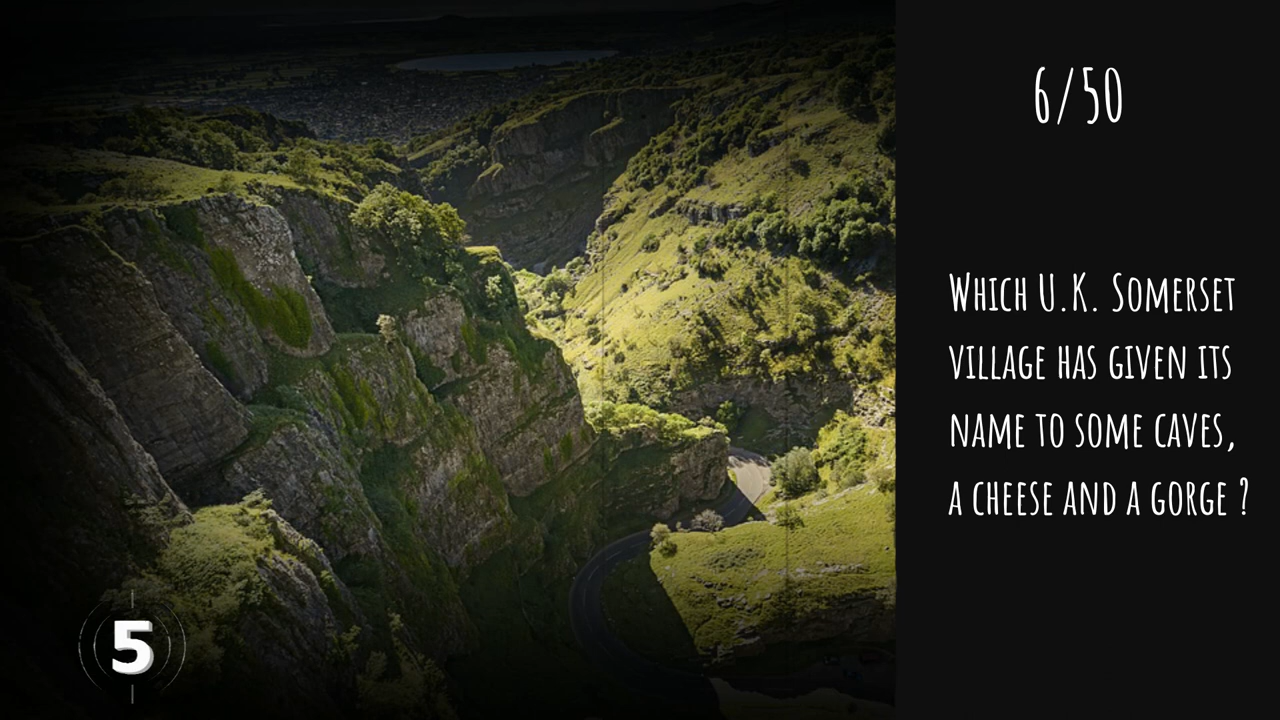 6/50
Which U.K. Somerset
village has given its
name to some caves,
a cheese and a gorge ?
5